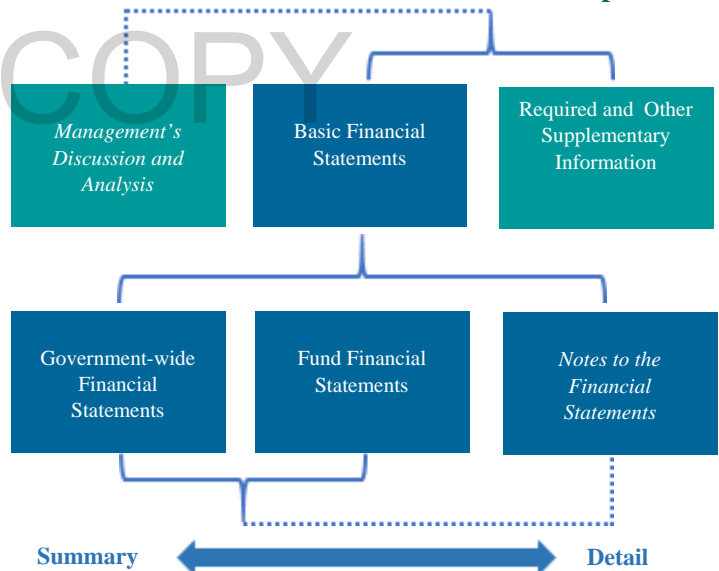 COPY
Management's
Discussion and
Analysis
Basic Financial
Statements
Required and Other
Supplementary
Information
Government-wide
Financial
Statements
Fund Financial
Statements
Notes to the
Financial
Statements
Summary
Detail